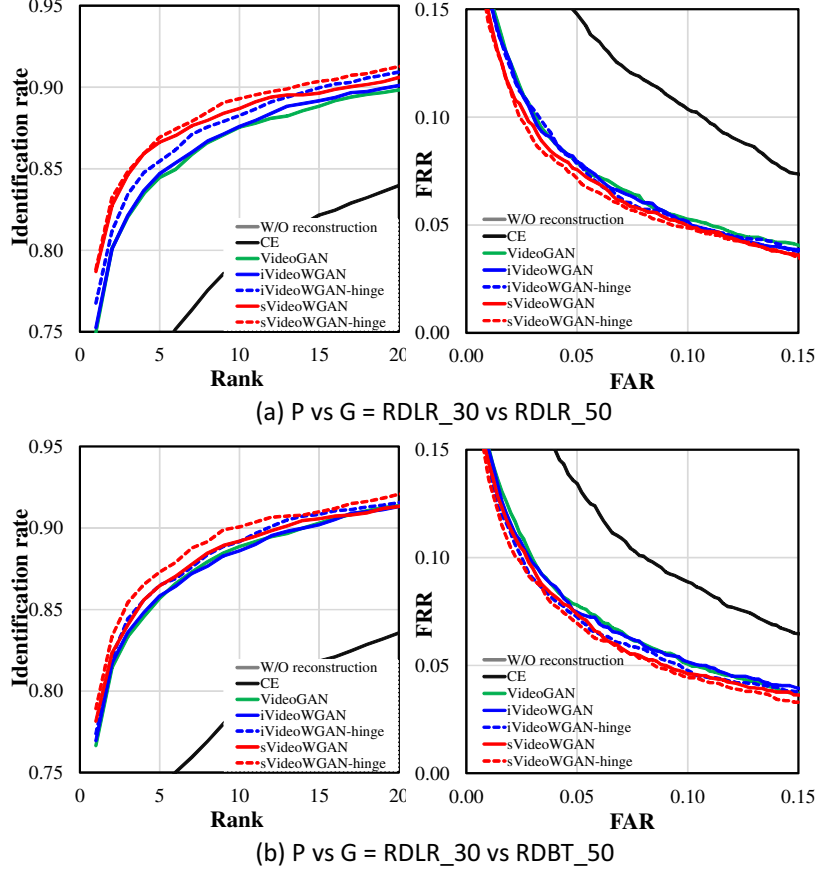 0.95
0.90
0.85
0.80
0.75
0
5
10
15
20
Identification rate
Rank
W/O reconstruction
CE
VideoGAN
iVideoWGAN
iVideoWGAN-hinge
sVideoWGAN
sVideoWGAN-hinge
0.15
0.10
0.05
0.00
0.00
0.05
0.10
0.15
FRR
FAR
W/O reconstruction
CE
VideoGAN
iVideoWGAN
iVideoWGAN-hinge
sVideoWGAN
sVideoWGAN-hinge
(a) P vs G = RDLR_30 vs RDLR_50
0.95
0.90
0.85
0.80
0.75
0
5
10
15
20
Identification rate
Rank
W/O reconstruction
CE
VideoGAN
iVideoWGAN
iVideoWGAN-hinge
sVideoWGAN
sVideoWGAN-hinge
0.15
0.10
0.05
0.00
0.00
0.05
0.10
0.15
FRR
FAR
W/O reconstruction
CE
VideoGAN
iVideoWGAN
iVideoWGAN-hinge
sVideoWGAN
sVideoWGAN-hinge
(b) P vs G = RDLR_30 vs RDBT_50